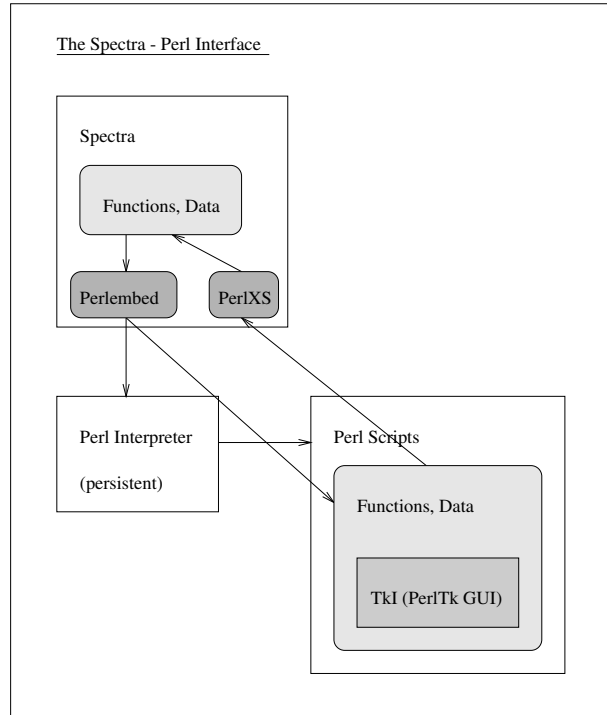 The Spectra - Perl Interface
Spectra
Functions, Data
Perlembed
PerlXS
Perl Interpreter
(persistent)
Perl Scripts
Functions, Data
TkI (PerlTk GUI)